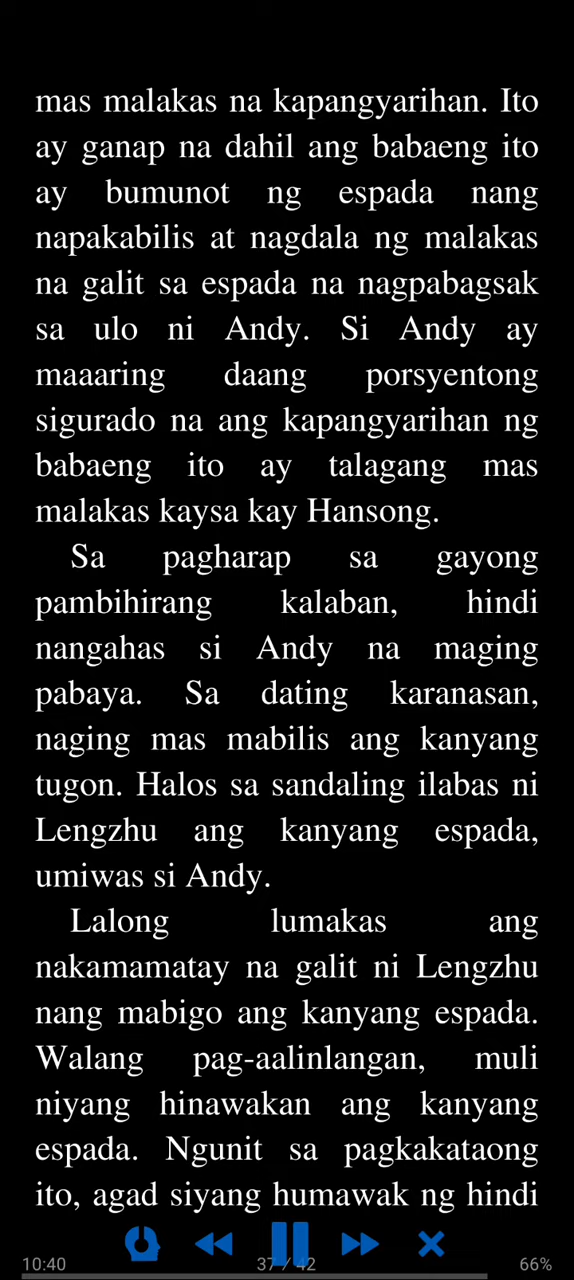 mas malakas na kapangyarihan. Ito
ay ganap na dahil ang babaeng ito
ay bumunot ng espada nang
napakabilis at nagdala ng malakas
na galit sa espada na nagpabagsak
sa ulo ni Andy. Si Andy ay
maaaring daang porsyentong
sigurado na ang kapangyarihan ng
babaeng ito ay talagang mas
malakas kaysa kay Hansong.
Sa pagharap sa gayong
pambihirang kalaban, hindi
nangahas si Andy na maging
pabaya. Sa dating karanasan,
naging mas mabilis ang kanyang
tugon. Halos sa sandaling ilabas ni
Lengzhu ang kanyang espada,
umiwas si Andy.
Lalong lumakas ang
nakamamatay na galit ni Lengzhu
nang mabigo ang kanyang espada.
Walang pag-aalinlangan, muli
niyang hinawakan ang kanyang
espada. Ngunit sa pagkakataong
ito, agad siyang humawak ng hindi
10:40 37 / 42 66%